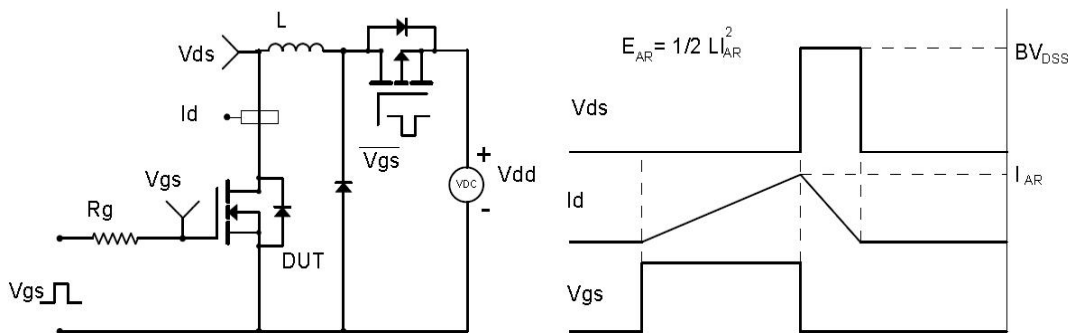 L
Vds
Id
Vgs
Vgs
Rg
DUT
Vgs
VDC
+
Vdd
-
E_AR = 1/2 LI_AR^2
BV_DSS
Vds
I_AR
Id
Vgs